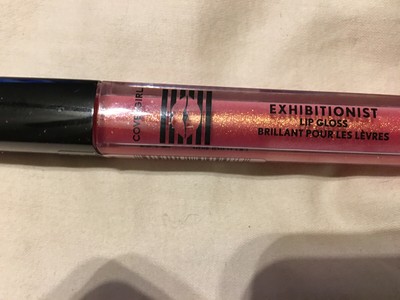 COVERGIRL
EXHIBITIONIST
LIP GLOSS
BRILLANT POUR LES LÈVRES